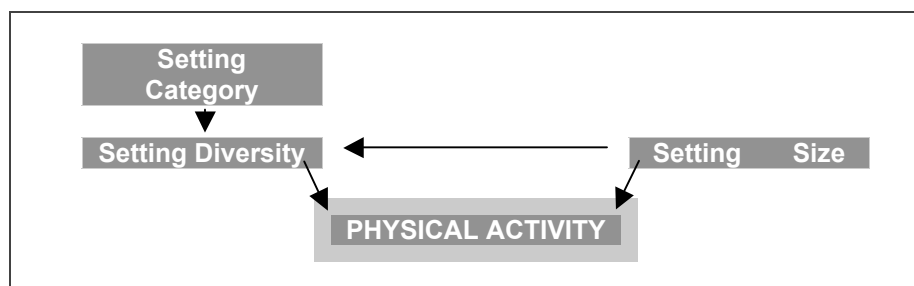 Setting
Category
Setting Diversity
Setting Size
PHYSICAL ACTIVITY